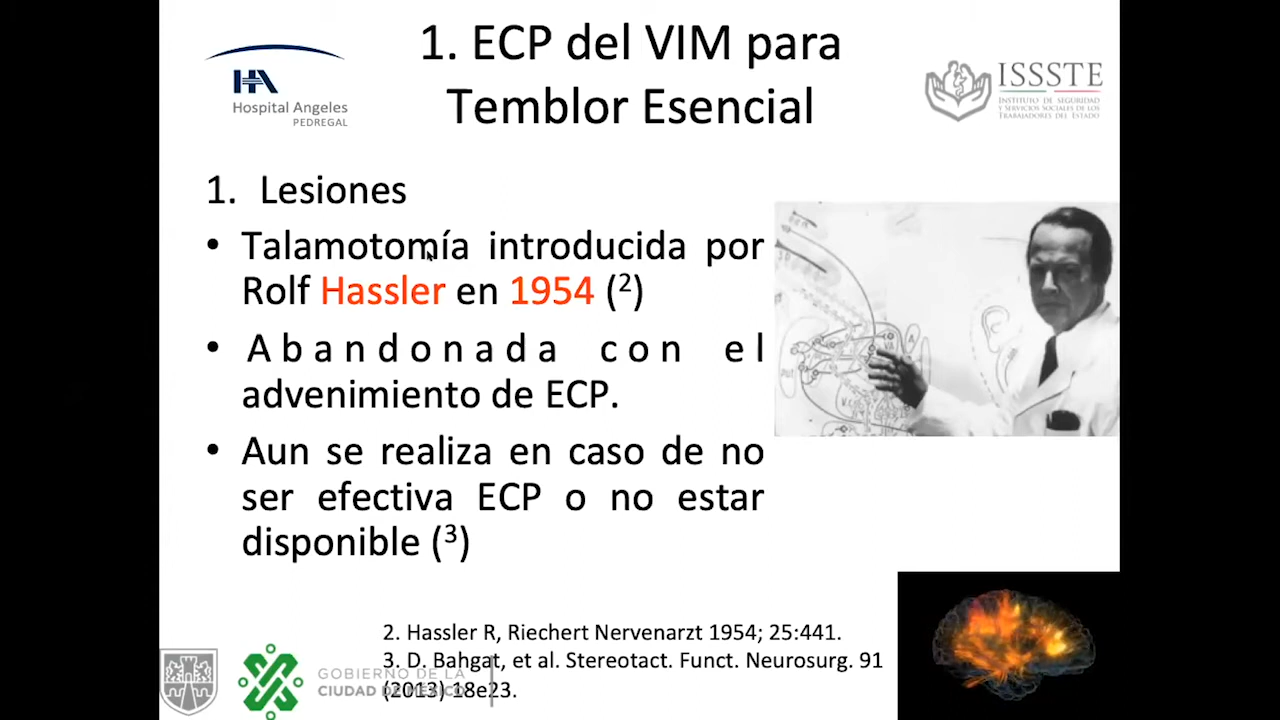 1. ECP del VIM para
Temblor Esencial
HA
Hospital Angeles
PEDREGAL
ISSSTE
INSTITUTO DE SEGURIDAD
Y SERVICIOS SOCIALES DE LOS
TRABAJADORES DEL ESTADO
1. Lesiones
• Talamotomía introducida por
Rolf Hassler en 1954 (2)
• Abandonada con el
advenimiento de ECP.
• Aun se realiza en caso de no
ser efectiva ECP o no estar
disponible (3)
2. Hassler R, Riechert Nervenarzt 1954; 25:441.
3. D. Bahgat, et al. Stereotact. Funct. Neurosurg. 91
(2013) 18e23.
GOBIERNO DE LA
CIUDAD DE MÉXICO